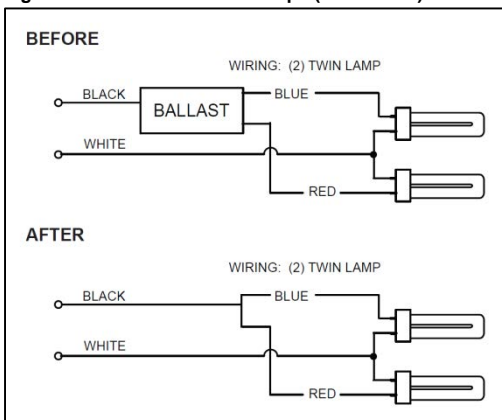 BEFORE
WIRING: (2) TWIN LAMP
BLACK
BLUE
BALLAST
WHITE
RED
AFTER
WIRING: (2) TWIN LAMP
BLACK
BLUE
WHITE
RED